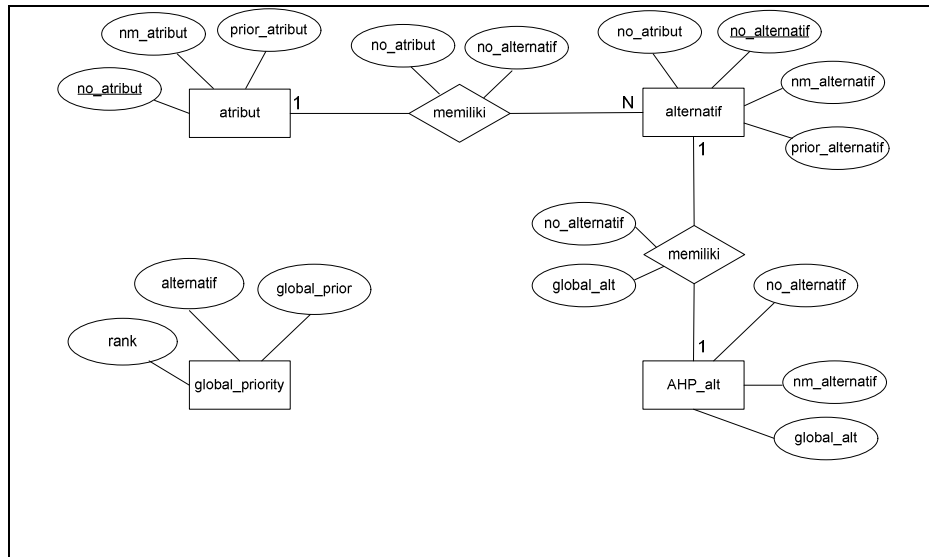 nm_atribut
prior_atribut
no_atribut
atribut
1
no_atribut
no_alternatif
memiliki
N
no_atribut
no_alternatif
nm_alternatif
alternatif
prior_alternatif
1
no_alternatif
memiliki
global_alt
1
no_alternatif
AHP_alt
nm_alternatif
global_alt
alternatif
global_prior
rank
global_priority